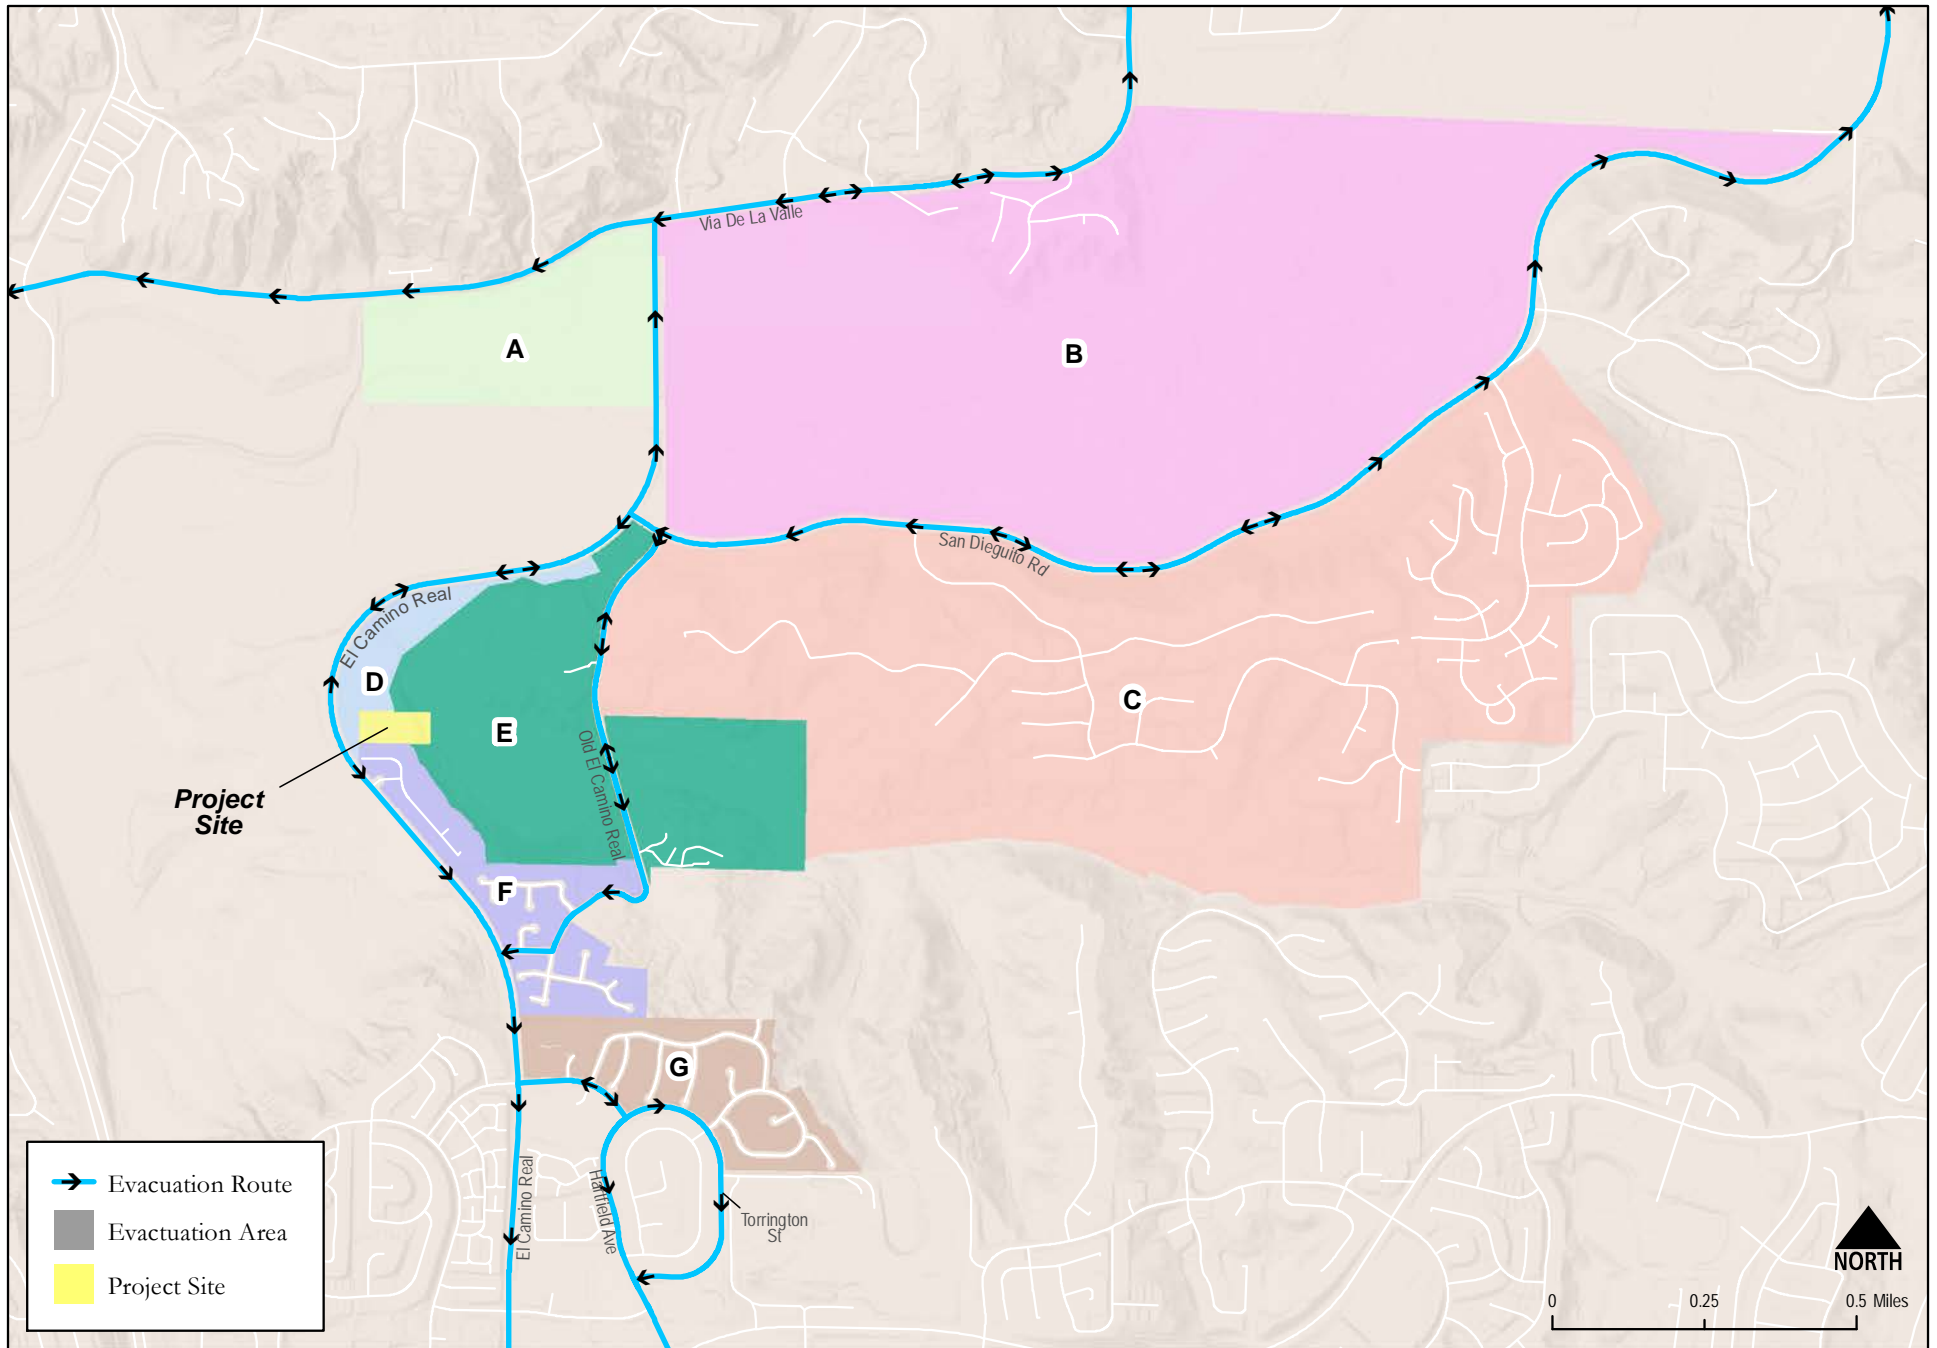 Via De La Valle
A
B
San Dieguito Rd
El Camino Real
D
C
E
Old El Camino Real
Project
Site
F
G
El Camino Real
Hartfield Ave
Torrington
St
Evacuation Route
Evactuation Area
Project Site
NORTH
0
0.25
0.5 Miles